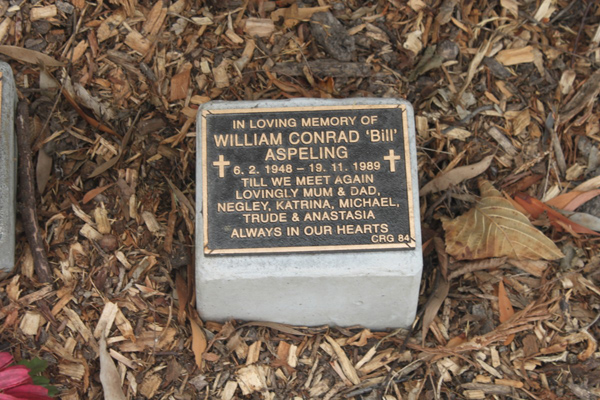 IN LOVING MEMORY OF
WILLIAM CONRAD 'Bill'
ASPELING
6. 2. 1948 - 19. 11. 1989
TILL WE MEET AGAIN
LOVINGLY MUM & DAD,
NEGLEY, KATRINA, MICHAEL,
TRUDE & ANASTASIA
ALWAYS IN OUR HEARTS
CRG 84